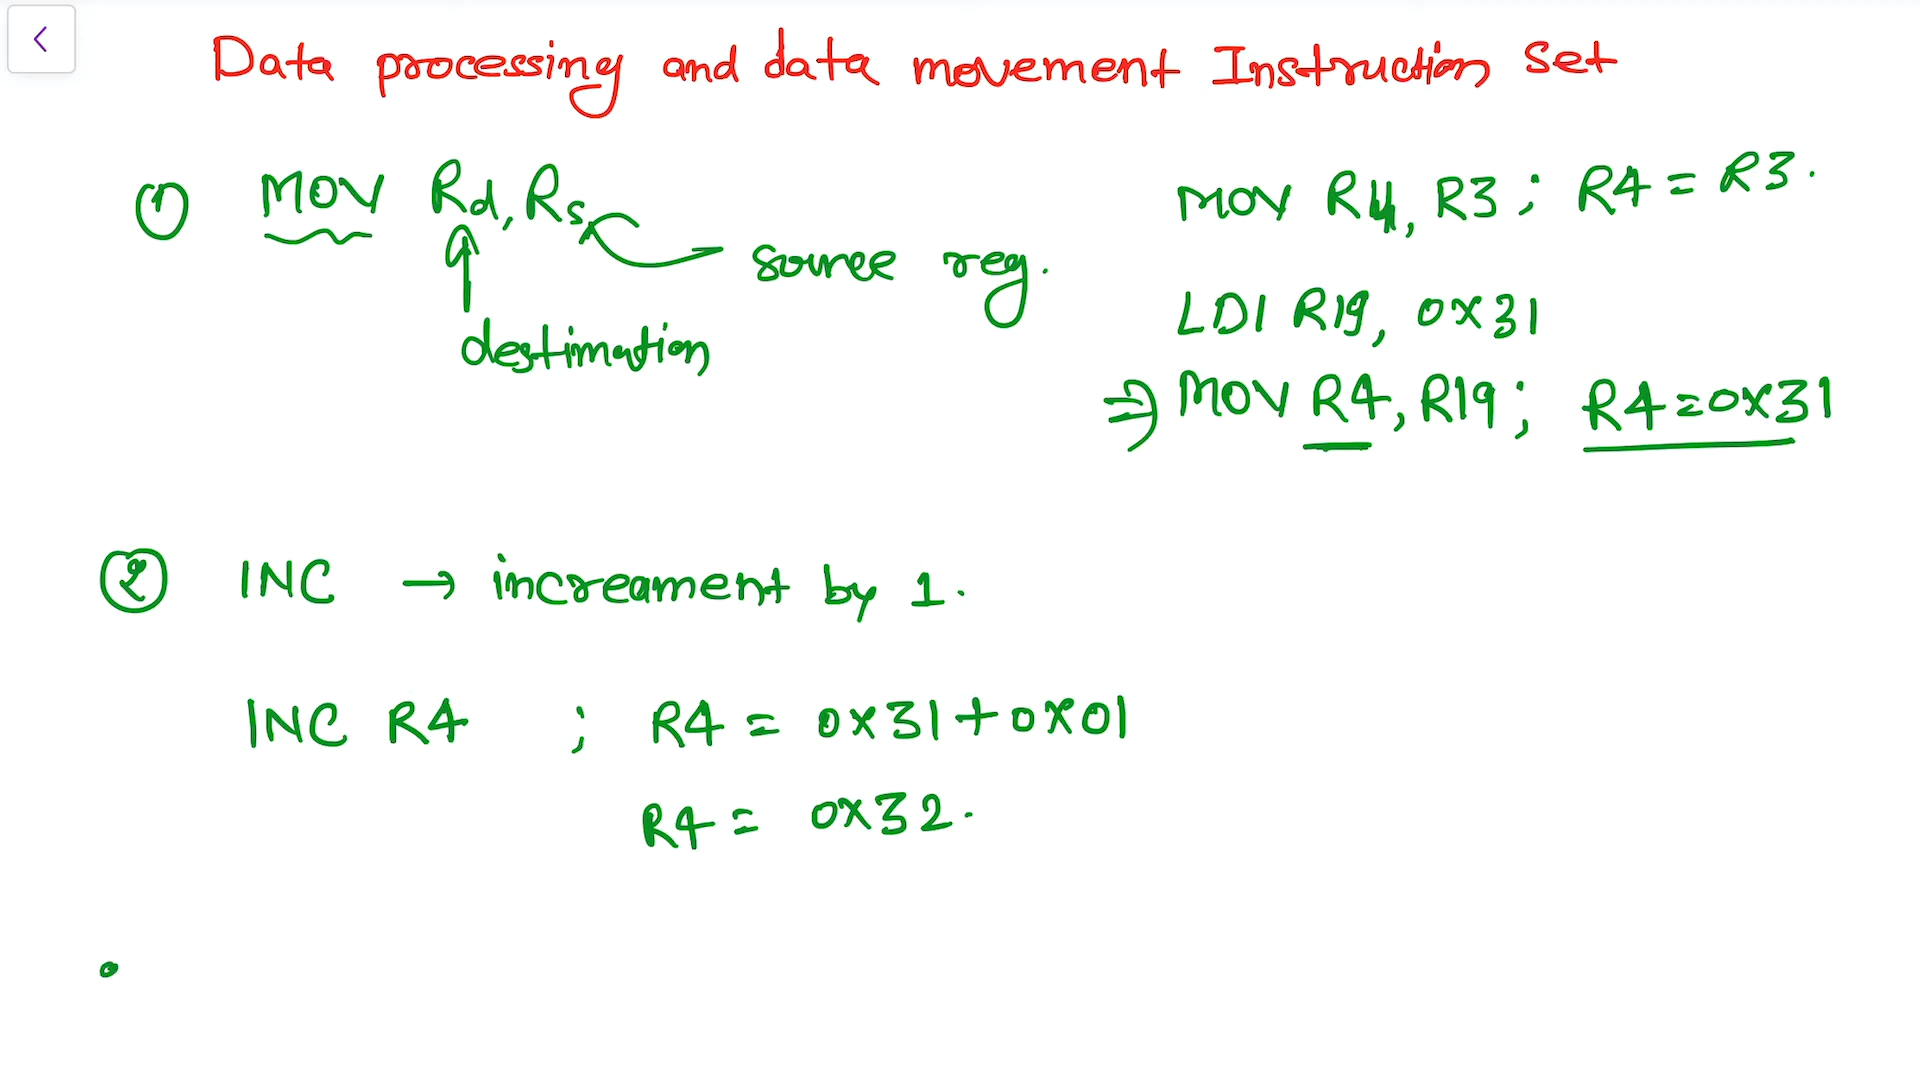 Data processing and data movement Instruction Set
① MOV Rd, Rs
source reg.
destination
MOV R4, R3 ; R4 = R3.
LDI R19, 0x31
⇒ MOV R4, R19 ; R4 = 0x31
② INC → increament by 1.
INC R4 ; R4 = 0x31 + 0x01
R4 = 0x32.